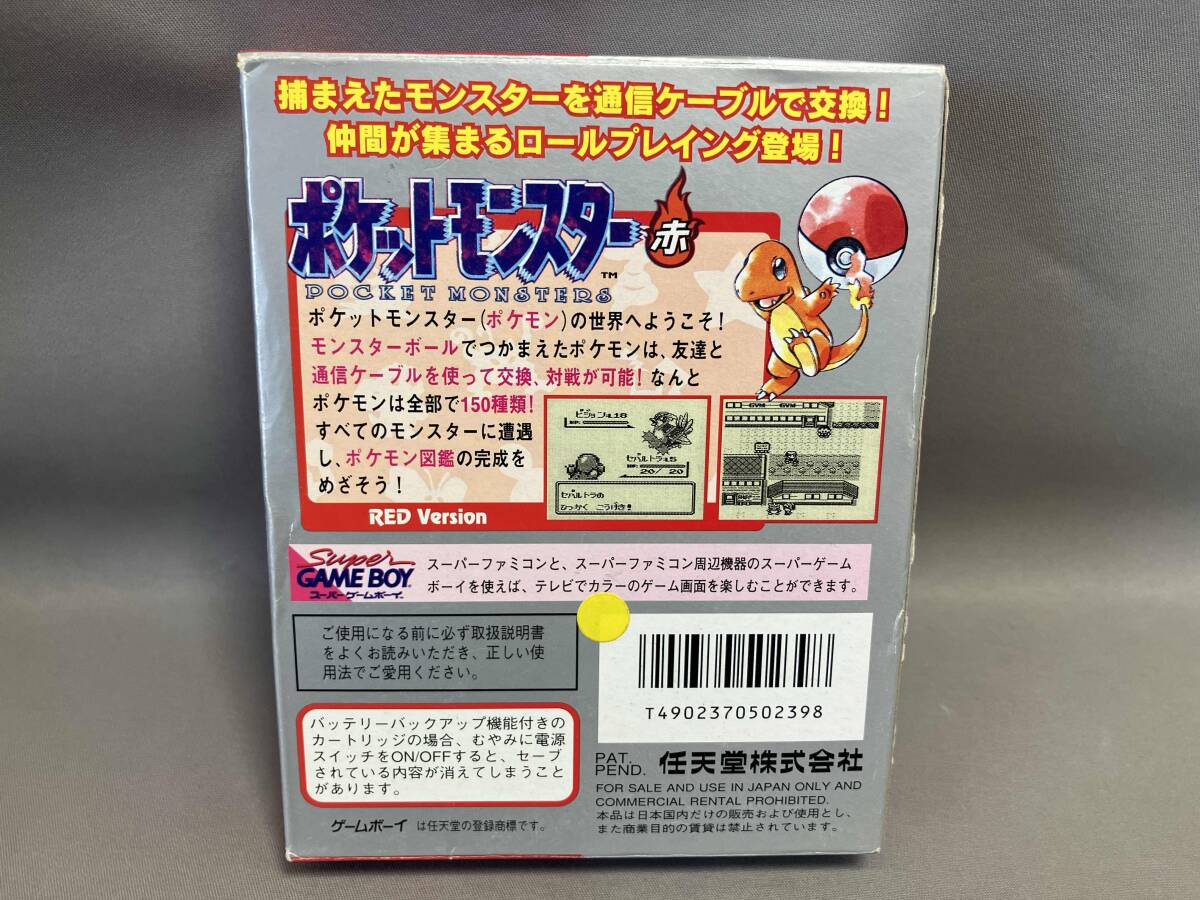 捕まえたモンスターを通信ケーブルで交換!
仲間が集まるロールプレイング登場!
ポケットモンスター 赤
TM
POCKET MONSTERS
ポケットモンスター(ポケモン)の世界へようこそ!
モンスターボールでつかまえたポケモンは、友達と
通信ケーブルを使って交換、対戦が可能! なんと
ポケモンは全部で150種類!
すべてのモンスターに遭遇
し、ポケモン図鑑の完成を
めざそう!
ピジョン:L18
HP:
ゼバルトラ:L5
HP:
20/ 20
ゼバルトラの
ひっかく こうげき!
GYM GYM
RED Version
Super
GAME BOY
スーパーゲームボーイ
スーパーファミコンと、スーパーファミコン周辺機器のスーパーゲーム
ボーイを使えば、テレビでカラーのゲーム画面を楽しむことができます。
ご使用になる前に必ず取扱説明書
をよくお読みいただき、正しい使
用法でご愛用ください。
T4902370502398
バッテリーバックアップ機能付きの
カートリッジの場合、むやみに電源
スイッチをON/OFFすると、セーブ
されている内容が消えてしまうこと
があります。
ゲームボーイ は任天堂の登録商標です。
PAT.
PEND. 任天堂株式会社
FOR SALE AND USE IN JAPAN ONLY AND
COMMERCIAL RENTAL PROHIBITED.
本品は日本国内だけの販売および使用とし、
また商業目的の賃貸は禁止されています。